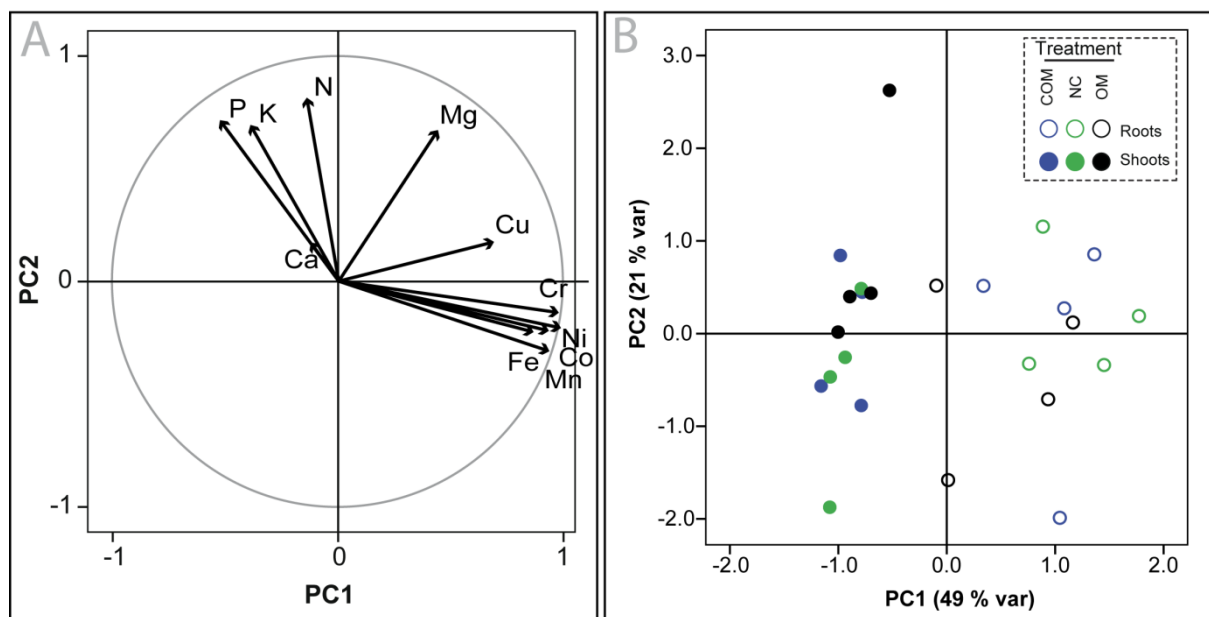 A
1
N
P
K
Mg
Cu
Ca
PC2
0
Cr
Ni
Fe
Co
Mn
-1
-1
0
1
PC1
B
3.0
2.0
1.0
0.0
-1.0
-2.0
PC2 (21 % var)
Treatment
COM
NC
OM
Roots
Shoots
-2.0
-1.0
0.0
1.0
2.0
PC1 (49 % var)